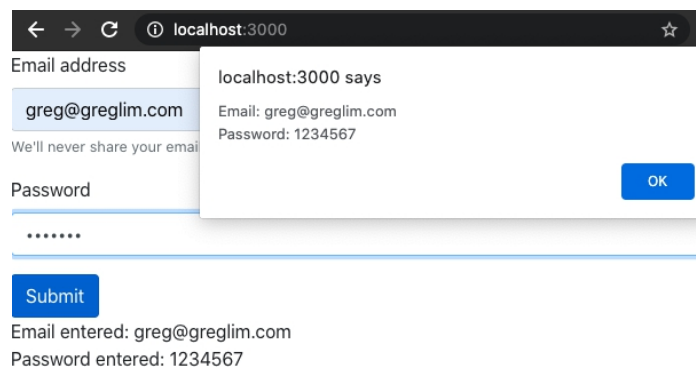 localhost:3000
Email address
greg@greglim.com
We'll never share your emai
Password
•••••••
Submit
Email entered: greg@greglim.com
Password entered: 1234567
localhost:3000 says
Email: greg@greglim.com
Password: 1234567
OK